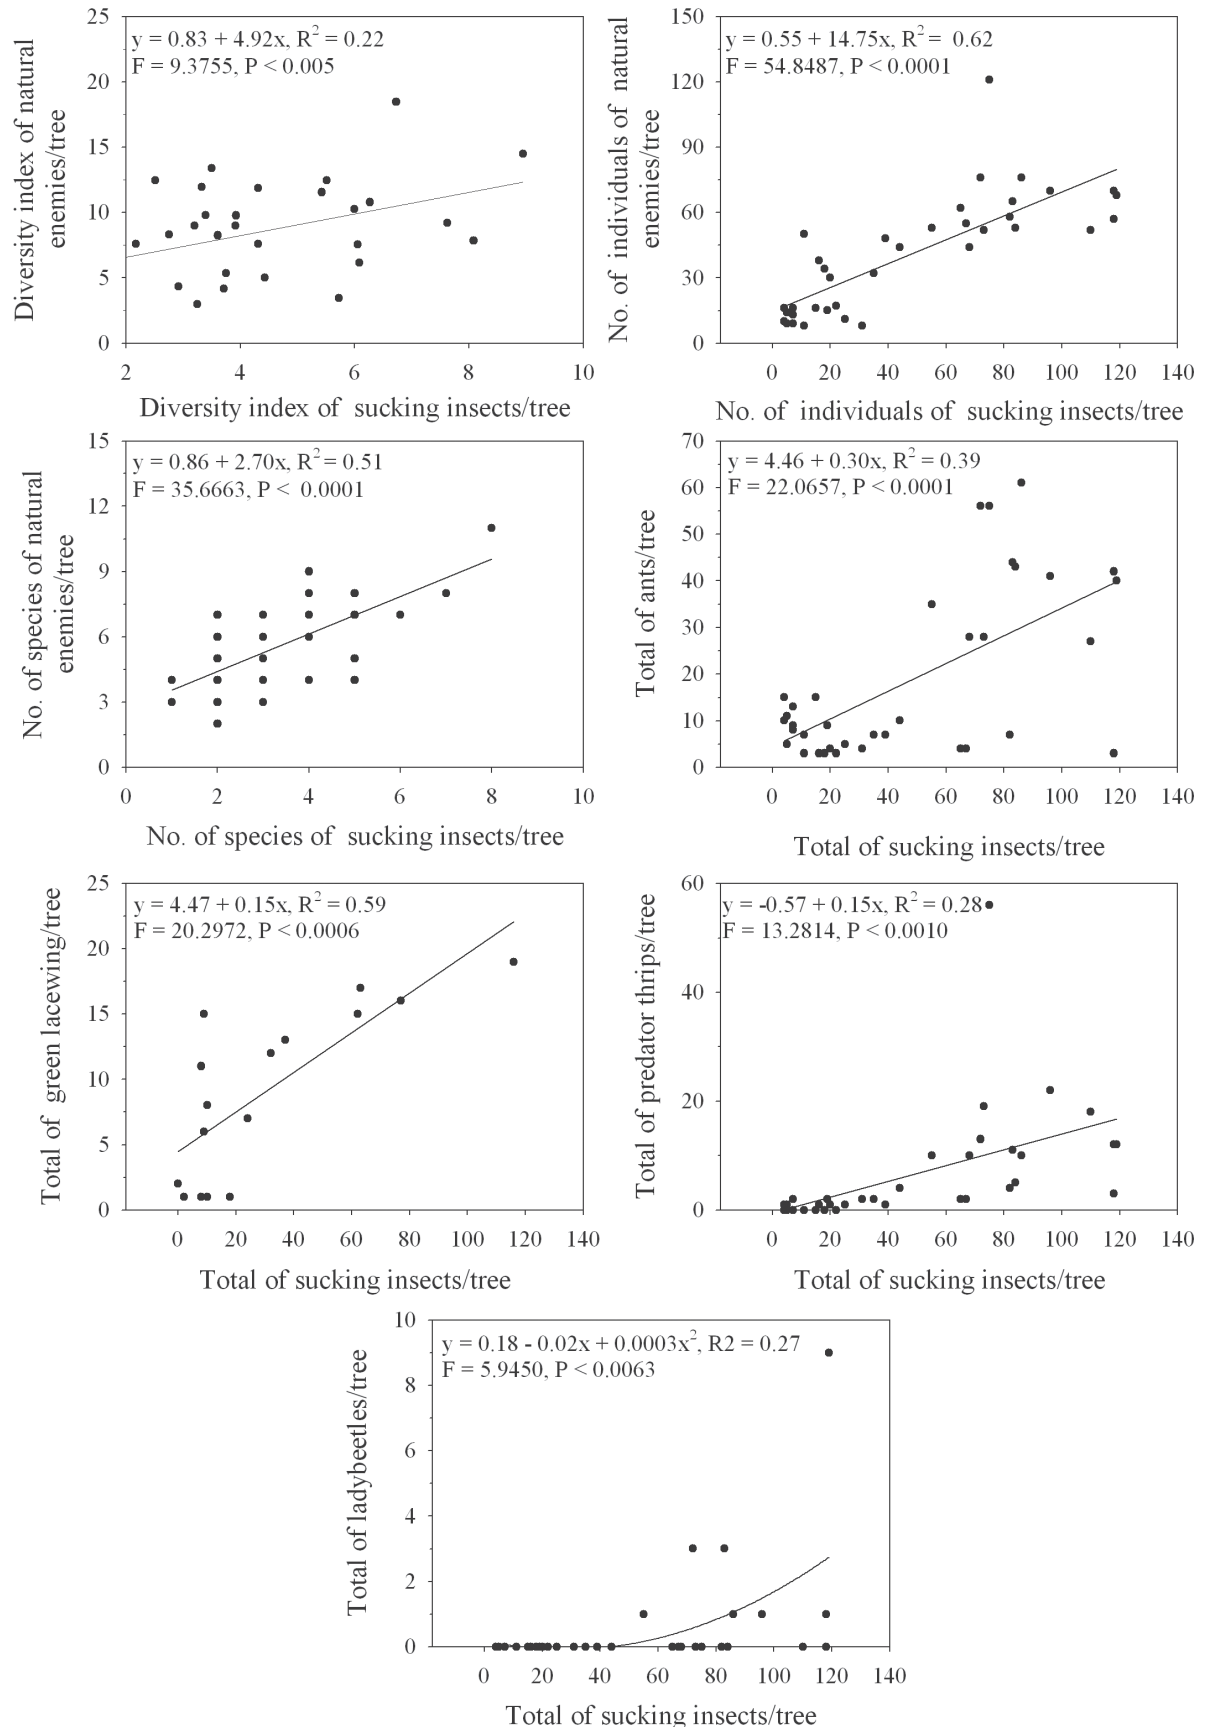 y = 0.83 + 4.92x, R² = 0.22
F = 9.3755, P < 0.005
Diversity index of natural
enemies/tree
25
20
15
10
5
0
2 4 6 8 10
Diversity index of sucking insects/tree
y = 0.55 + 14.75x, R² = 0.62
F = 54.8487, P < 0.0001
No. of individuals of natural
enemies/tree
150
120
90
60
30
0
0 20 40 60 80 100 120 140
No. of individuals of sucking insects/tree
y = 0.86 + 2.70x, R² = 0.51
F = 35.6663, P < 0.0001
No. of species of natural
enemies/tree
15
12
9
6
3
0
0 2 4 6 8 10
No. of species of sucking insects/tree
y = 4.46 + 0.30x, R² = 0.39
F = 22.0657, P < 0.0001
Total of ants/tree
70
60
50
40
30
20
10
0
0 20 40 60 80 100 120 140
Total of sucking insects/tree
y = 4.47 + 0.15x, R² = 0.59
F = 20.2972, P < 0.0006
Total of green lacewing/tree
25
20
15
10
5
0
0 20 40 60 80 100 120 140
Total of sucking insects/tree
y = -0.57 + 0.15x, R² = 0.28
F = 13.2814, P < 0.0010
Total of predator thrips/tree
60
40
20
0
0 20 40 60 80 100 120 140
Total of sucking insects/tree
y = 0.18 - 0.02x + 0.0003x², R2 = 0.27
F = 5.9450, P < 0.0063
Total of ladybeetles/tree
10
8
6
4
2
0
0 20 40 60 80 100 120 140
Total of sucking insects/tree